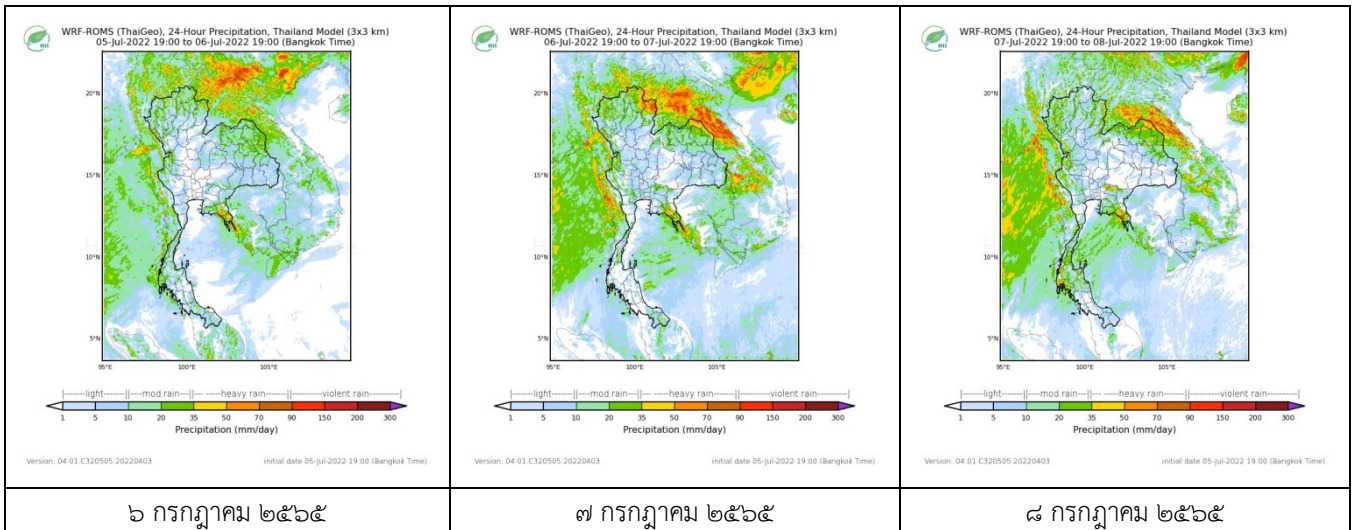 WRF-ROMS (ThaiGeo), 24-Hour Precipitation, Thailand Model (3x3 km)
05-Jul-2022 19:00 to 06-Jul-2022 19:00 (Bangkok Time)
HII
20°N
15°N
10°N
5°N
95°E 100°E 105°E
|-------light------||---mod.rain---||--- ---heavy rain---||-------violent rain---|
1 5 10 20 35 50 70 90 150 200 300
Precipitation (mm/day)
Version: 04.01.C320505.20220403 initial date 05-Jul-2022 19:00 (Bangkok Time)
๖ กรกฎาคม ๒๕๖๕
WRF-ROMS (ThaiGeo), 24-Hour Precipitation, Thailand Model (3x3 km)
06-Jul-2022 19:00 to 07-Jul-2022 19:00 (Bangkok Time)
HII
20°N
15°N
10°N
5°N
95°E 100°E 105°E
|-------light------||---mod.rain---||--- ---heavy rain---||-------violent rain---|
1 5 10 20 35 50 70 90 150 200 300
Precipitation (mm/day)
Version: 04.01.C320505.20220403 initial date 05-Jul-2022 19:00 (Bangkok Time)
๗ กรกฎาคม ๒๕๖๕
WRF-ROMS (ThaiGeo), 24-Hour Precipitation, Thailand Model (3x3 km)
07-Jul-2022 19:00 to 08-Jul-2022 19:00 (Bangkok Time)
HII
20°N
15°N
10°N
5°N
95°E 100°E 105°E
|-------light------||---mod.rain---||--- ---heavy rain---||-------violent rain---|
1 5 10 20 35 50 70 90 150 200 300
Precipitation (mm/day)
Version: 04.01.C320505.20220403 initial date 05-Jul-2022 19:00 (Bangkok Time)
๘ กรกฎาคม ๒๕๖๕